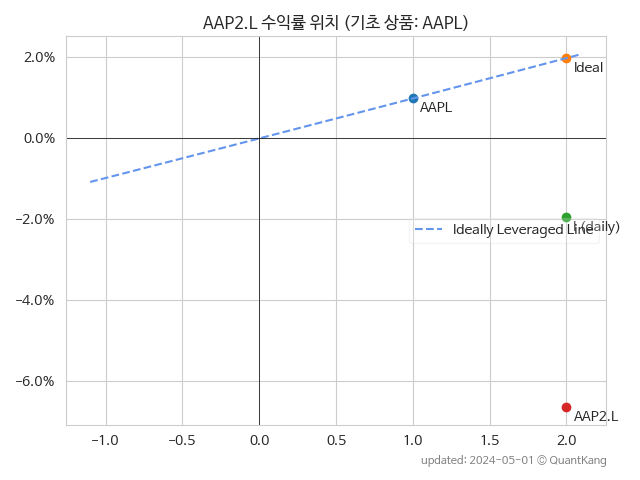 AAP2.L 수익률 위치 (기초 상품: AAPL)
2.0%
0.0%
−2.0%
−4.0%
−6.0%
Ideal
AAPL
(daily)
Ideally Leveraged Line
AAP2.L
−1.0 −0.5 0.0 0.5 1.0 1.5 2.0
updated: 2024-05-01 © QuantKang